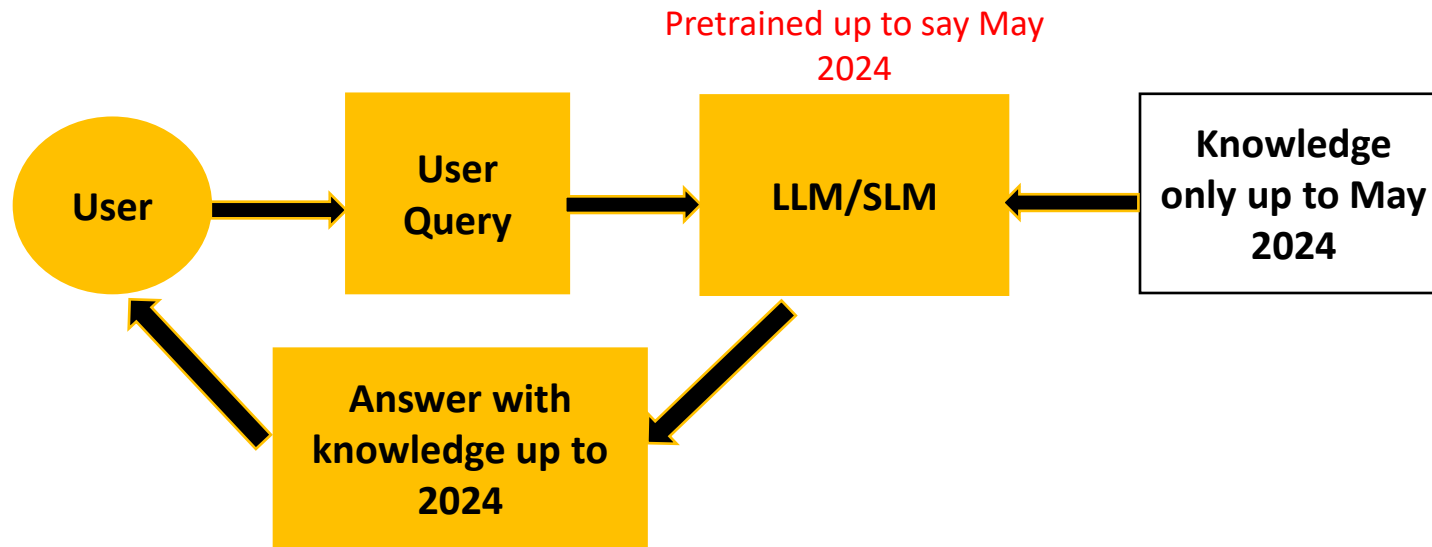 Pretrained up to say May
2024
User
User
Query
LLM/SLM
Knowledge
only up to May
2024
Answer with
knowledge up to
2024